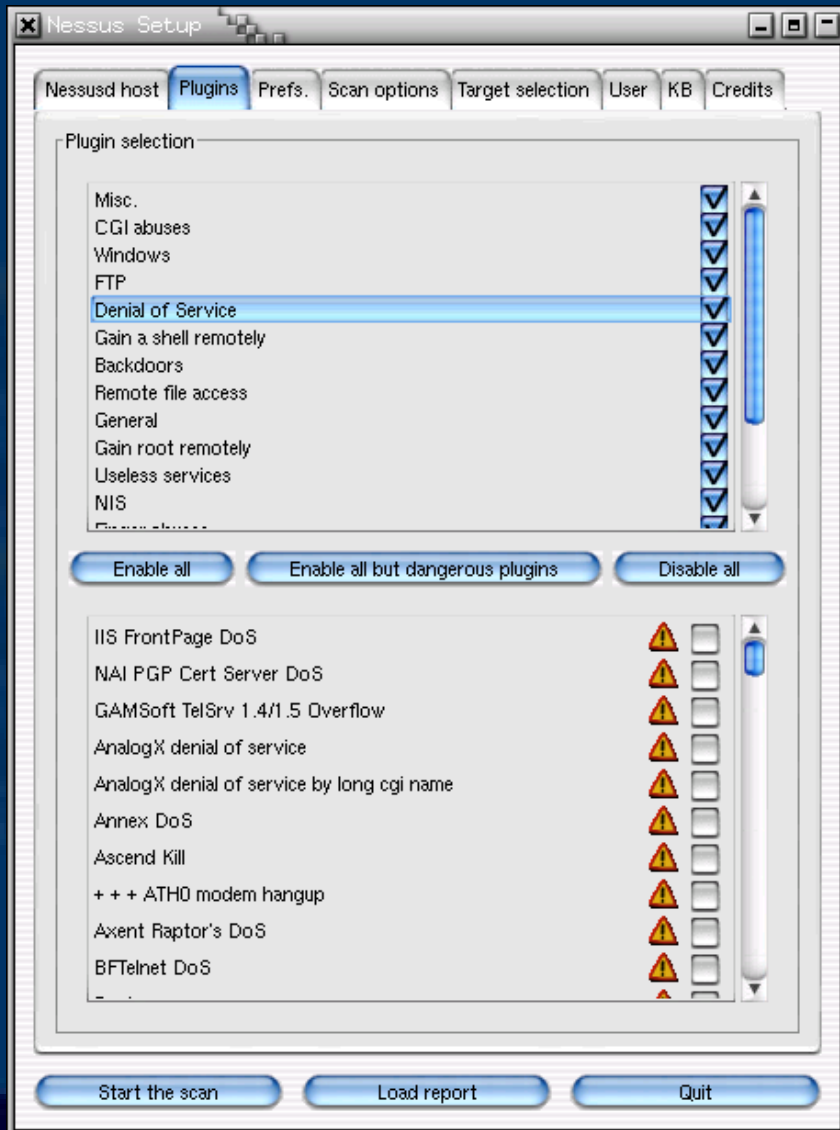 Nessus Setup
Nessusd host Plugins Prefs. Scan options Target selection User KB Credits
Plugin selection
Misc.
CGI abuses
Windows
FTP
Denial of Service
Gain a shell remotely
Backdoors
Remote file access
General
Gain root remotely
Useless services
NIS
Enable all Enable all but dangerous plugins Disable all
IIS FrontPage DoS
NAI PGP Cert Server DoS
GAMSoft TelSrv 1.4/1.5 Overflow
AnalogX denial of service
AnalogX denial of service by long cgi name
Annex DoS
Ascend Kill
+ + + ATH0 modem hangup
Axent Raptor's DoS
BFTelnet DoS
Start the scan Load report Quit